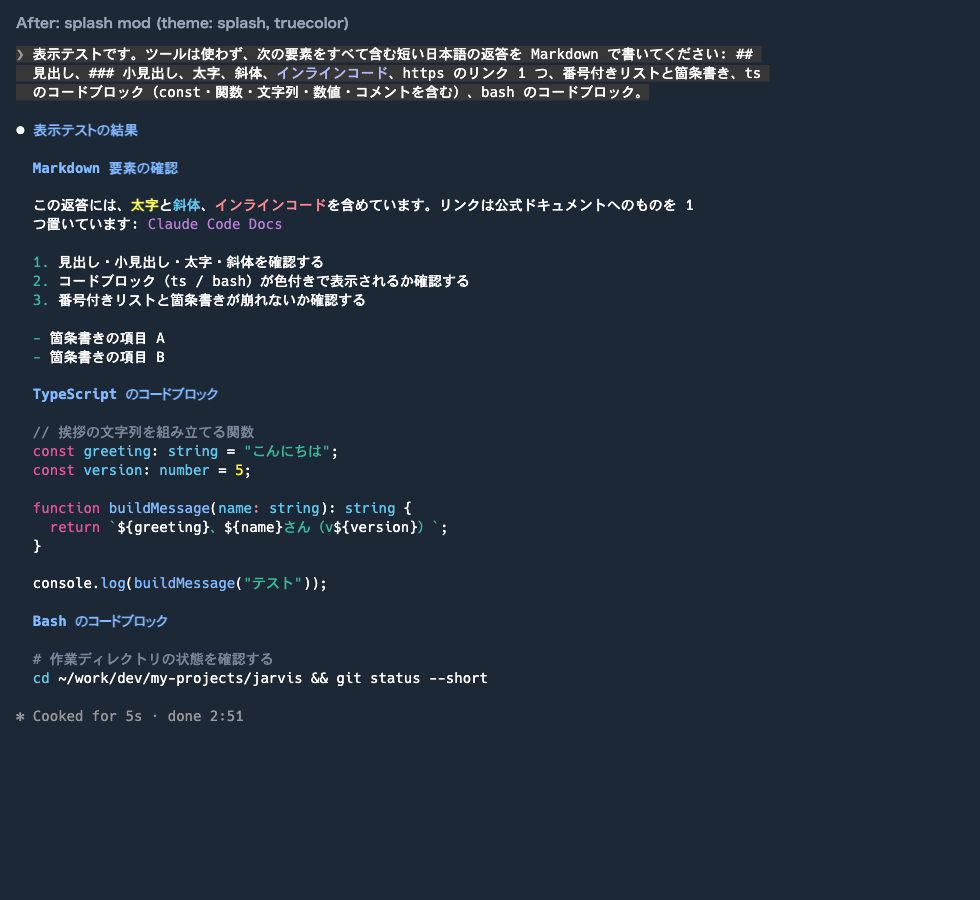 After: splash mod (theme: splash, truecolor)
❯ 表示テストです。ツールは使わず、次の要素をすべて含む短い日本語の返答を Markdown で書いてください: ##
見出し、### 小見出し、太字、斜体、インラインコード、https のリンク 1 つ、番号付きリストと箇条書き、ts
のコードブロック（const・関数・文字列・数値・コメントを含む）、bash のコードブロック。
● 表示テストの結果
Markdown 要素の確認
この返答には、太字と斜体、インラインコードを含めています。リンクは公式ドキュメントへのものを 1
つ置いています: Claude Code Docs
1. 見出し・小見出し・太字・斜体を確認する
2. コードブロック（ts / bash）が色付きで表示されるか確認する
3. 番号付きリストと箇条書きが崩れないか確認する
- 箇条書きの項目 A
- 箇条書きの項目 B
TypeScript のコードブロック
// 挨拶の文字列を組み立てる関数
const greeting: string = "こんにちは";
const version: number = 5;
function buildMessage(name: string): string {
  return `${greeting}、${name}さん（v${version}）`;
}
console.log(buildMessage("テスト"));
Bash のコードブロック
# 作業ディレクトリの状態を確認する
cd ~/work/dev/my-projects/jarvis && git status --short
✻ Cooked for 5s · done 2:51